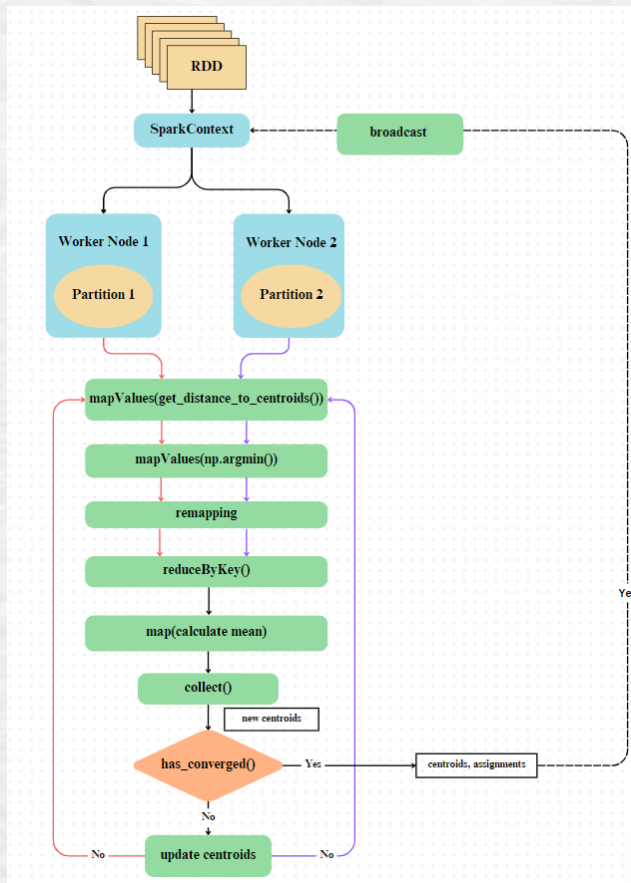 RDD
SparkContext
broadcast
Worker Node 1
Worker Node 2
Partition 1
Partition 2
mapValues(get_distance_to_centroids())
mapValues(np.argmin())
remapping
reduceByKey()
Ye
map(calculate mean)
collect()
new centroids
has_converged()
Yes
centroids, assignments
No
No
update centroids
No